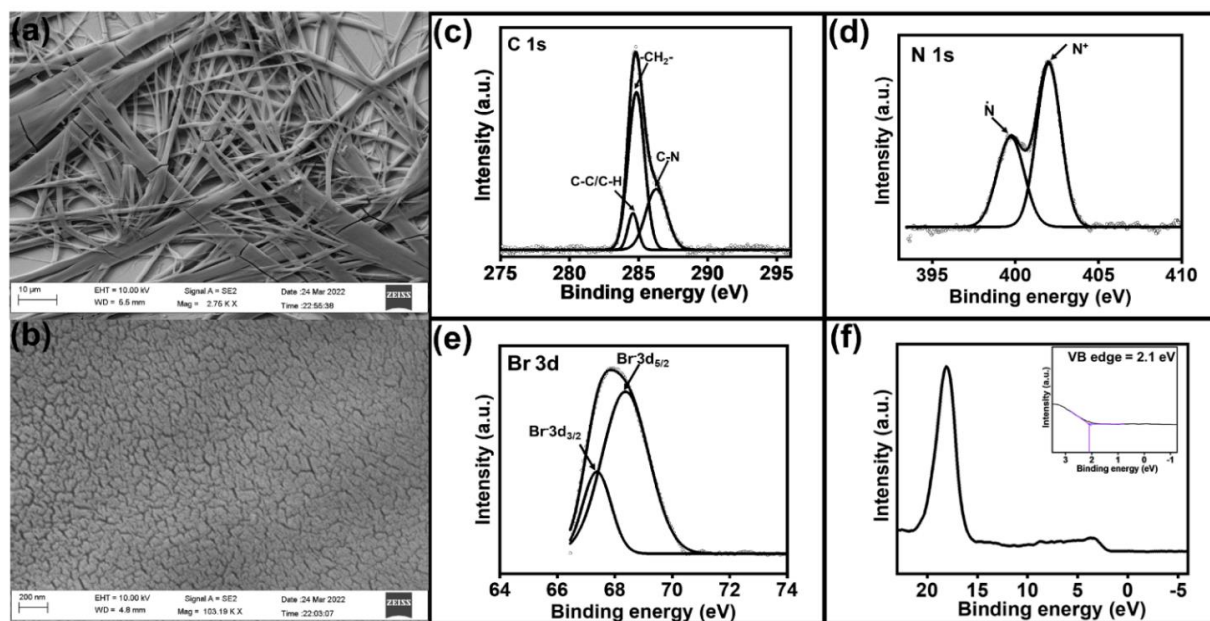 (a)
10 µm
EHT = 10.00 kV
WD = 5.5 mm
Signal A = SE2
Mag = 2.75 K X
Date :24 Mar 2022
Time :22:55:38
ZEISS
(b)
200 nm
EHT = 10.00 kV
WD = 4.8 mm
Signal A = SE2
Mag = 103.19 K X
Date :24 Mar 2022
Time :22:03:07
ZEISS
(c)
C 1s
-CH2-
C-N
C-C/C-H
Intensity (a.u.)
275 280 285 290 295
Binding energy (eV)
(d)
N 1s
N+
N
Intensity (a.u.)
395 400 405 410
Binding energy (eV)
(e)
Br 3d
Br3d5/2
Br3d3/2
Intensity (a.u.)
64 66 68 70 72 74
Binding energy (eV)
(f)
VB edge = 2.1 eV
Intensity (a.u.)
3 2 1 0 -1
Binding energy (eV)
Intensity (a.u.)
20 15 10 5 0 -5
Binding energy (eV)